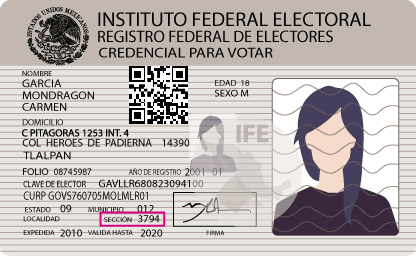 INSTITUTO FEDERAL ELECTORAL
REGISTRO FEDERAL DE ELECTORES
CREDENCIAL PARA VOTAR
ESTADOS UNIDOS MEXICANOS
NOMBRE
GARCIA
MONDRAGON
CARMEN
EDAD 18
SEXO M
DOMICILIO
C PITAGORAS 1253 INT. 4
COL HEROES DE PADIERNA 14390
TLALPAN
IFE
FOLIO 08745987 AÑO DE REGISTRO 2001 01
CLAVE DE ELECTOR GAVLLR680823094100
CURP GOVS760705MOLMLR01
ESTADO 09 MUNICIPIO 012
LOCALIDAD SECCIÓN 3794
EXPEDIDA 2010 VALIDA HASTA 2020 FIRMA